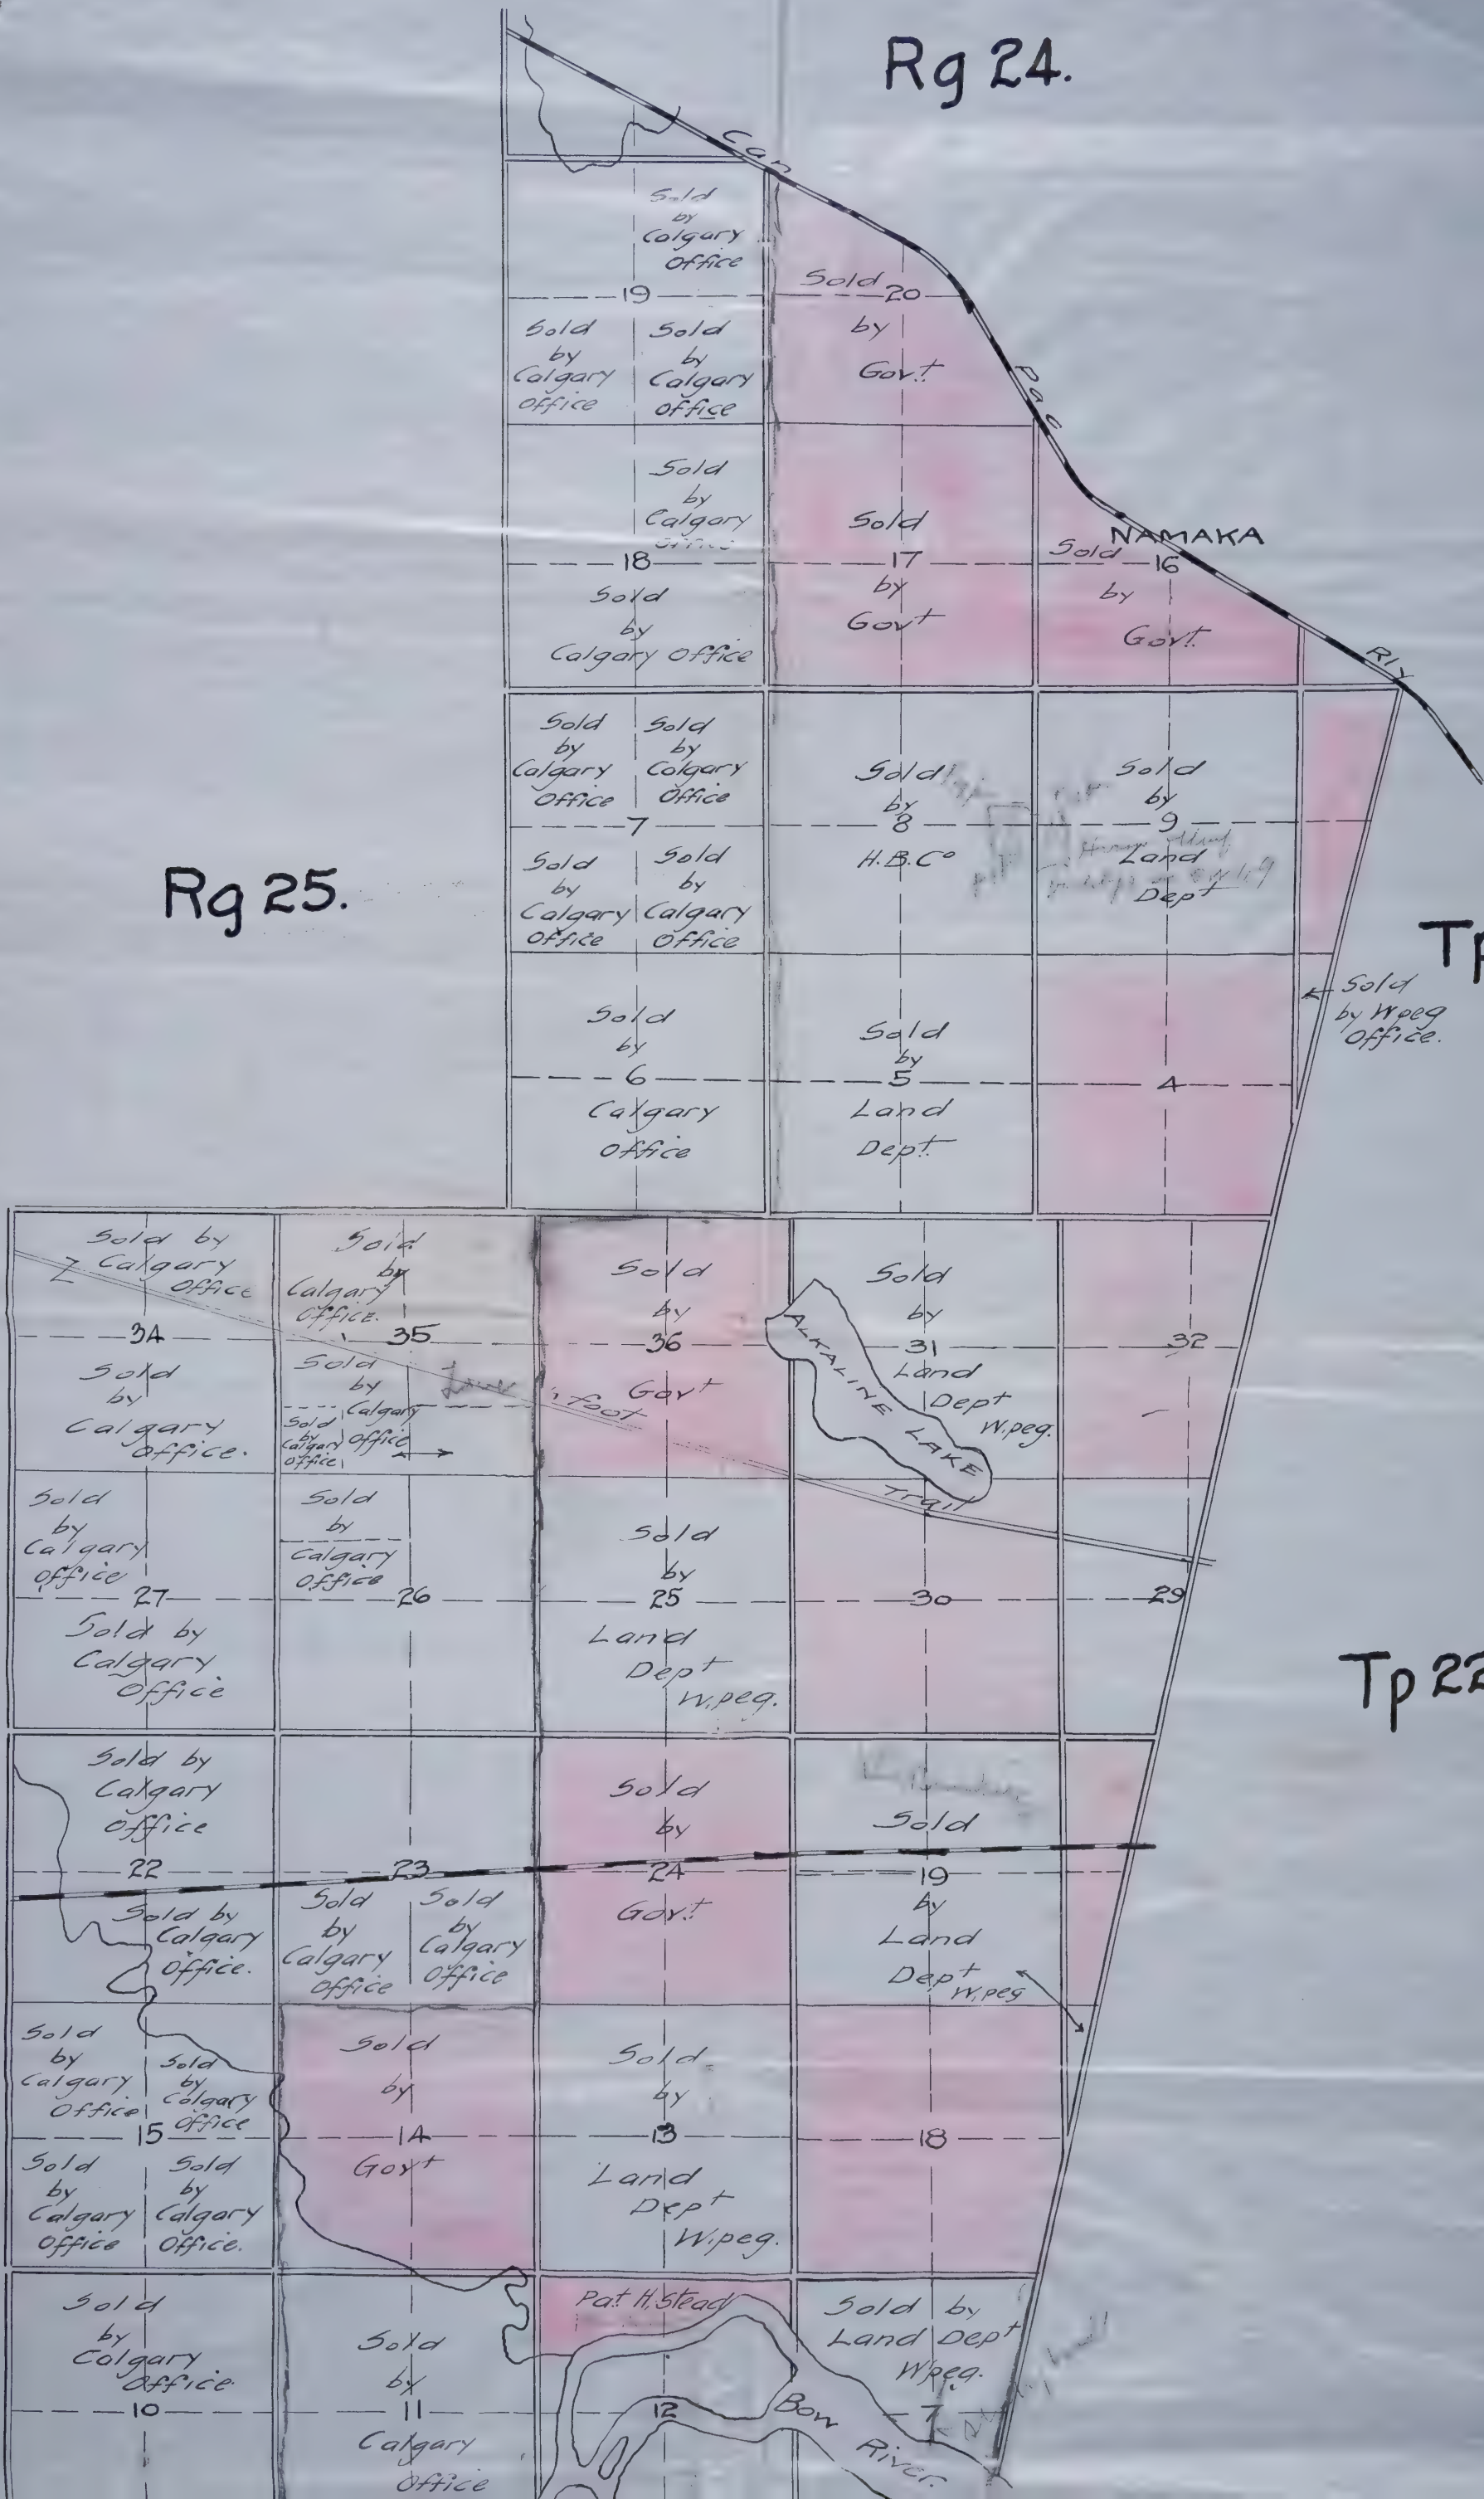 Rg 24.
Can
Sold
by
Calgary
Office
19
Sold
by
Calgary
Office
Sold
by
Calgary
Office
Sold
20
by
Gov.t
Pac
Sold
by
Calgary
Office
18
Sold
by
Calgary Office
Sold
17
by
Gov.t
NAMAKA
Sold
16
by
Gov.t
Rly
Sold
by
Calgary
Office
Sold
by
Calgary
Office
7
Sold
by
Calgary
Office
Sold
by
Calgary
Office
Sold
by
8
H.B.Co
Sold
by
9
Land
Dept
Rg 25.
Tp
Sold
by Wpeg
Office.
Sold
by
6
Calgary
Office
Sold
by
5
Land
Dept.
4
Sold by
Calgary
Office
34
Sold
by
Calgary
Office.
Sold
by
Calgary
Office.
35
Sold
by
Calgary
Office
Sold
by
Calgary
Office
Sold
by
36
Gov.t
foot
Sold
by
31
Land
Dept
W.peg.
ALKALINE LAKE
32
Trail
Sold
by
Calgary
Office
27
Sold by
Calgary
Office
Sold
by
Calgary
Office
26
Sold
by
25
Land
Dept
W.peg.
30
29
Tp 22
Sold by
Calgary
Office
22
Sold by
Calgary
Office.
23
Sold
by
Calgary
Office
Sold
by
Calgary
Office
Sold
by
24
Gov.t
Sold
19
by
Land
Dept
W.peg
Sold
by
Calgary
Office
Sold
by
Calgary
Office
15
Sold
by
Calgary
Office
Sold
by
Calgary
Office.
Sold
by
14
Gov.t
Sold
by
13
Land
Dept
W.peg.
18
Sold
by
Calgary
Office
10
Sold
by
11
Calgary
Office
Pat. H.stead
12
Sold by
Land Dept
Wpeg.
7
Bow
River.